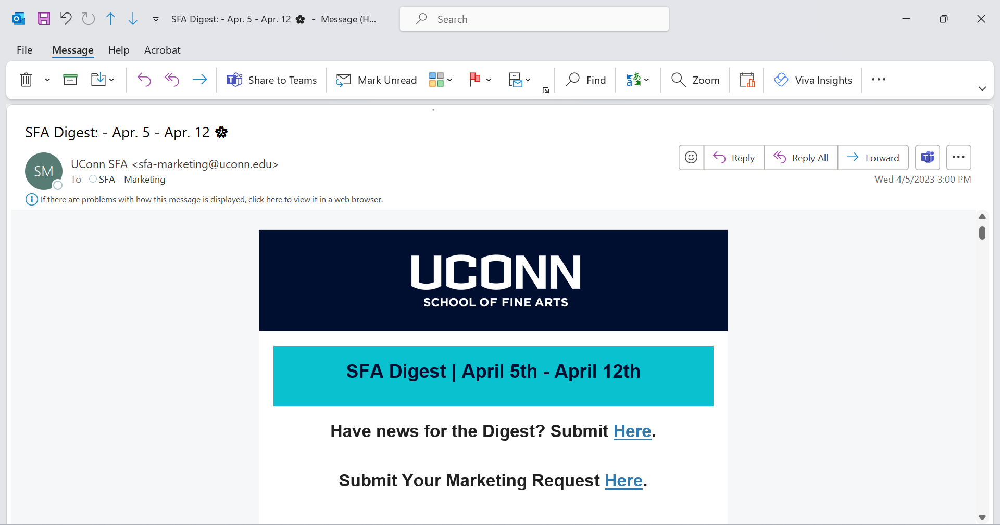 SFA Digest: - Apr. 5 - Apr. 12 - Message (H...
Search
File Message Help Acrobat
Share to Teams Mark Unread Find Zoom Viva Insights
SFA Digest: - Apr. 5 - Apr. 12
SM
UConn SFA <sfa-marketing@uconn.edu>
To SFA - Marketing
Reply Reply All Forward
Wed 4/5/2023 3:00 PM
If there are problems with how this message is displayed, click here to view it in a web browser.
UCONN
SCHOOL OF FINE ARTS
SFA Digest | April 5th - April 12th
Have news for the Digest? Submit Here.
Submit Your Marketing Request Here.